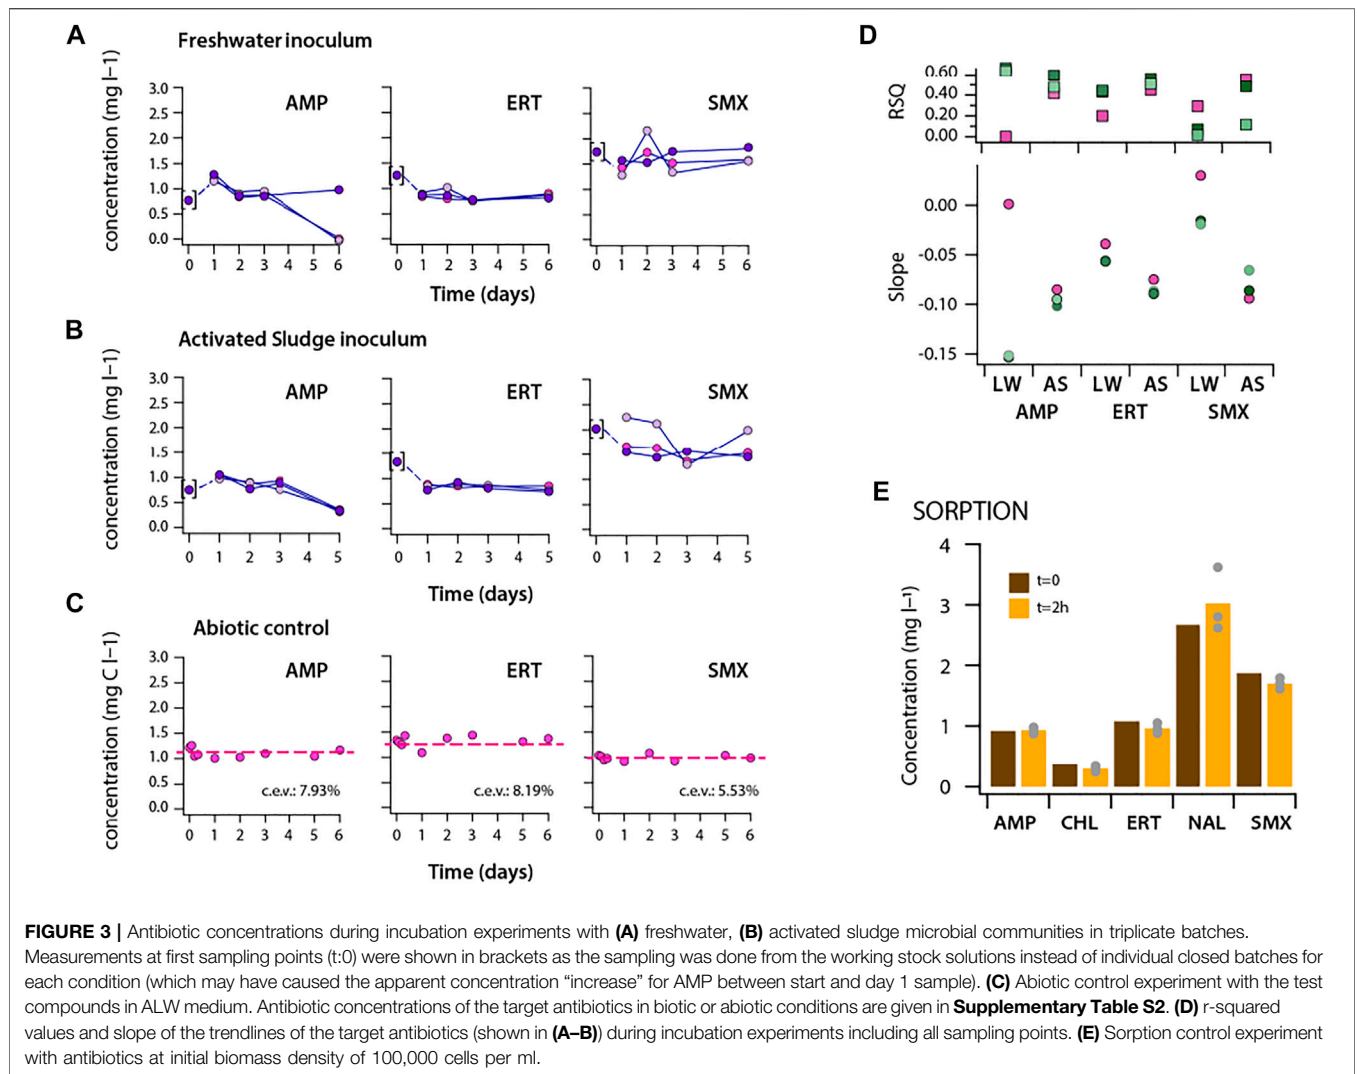 A
Freshwater inoculum
concentration (mg l−1)
3.0
2.5
2.0
1.5
1.0
0.5
0.0
AMP
ERT
SMX
0 1 2 3 4 5 6
0 1 2 3 4 5 6
0 1 2 3 4 5 6
Time (days)
B
Activated Sludge inoculum
concentration (mg l−1)
3.0
2.5
2.0
1.5
1.0
0.5
0.0
AMP
ERT
SMX
0 1 2 3 4 5
0 1 2 3 4 5
0 1 2 3 4 5
Time (days)
C
Abiotic control
concentration (mg C l−1)
3.0
2.5
2.0
1.5
1.0
0.5
0.0
AMP
ERT
SMX
c.e.v.: 7.93%
c.e.v.: 8.19%
c.e.v.: 5.53%
0 1 2 3 4 5 6
0 1 2 3 4 5 6
0 1 2 3 4 5 6
Time (days)
D
RSQ
0.60
0.40
0.20
0.00
Slope
0.00
-0.05
-0.10
-0.15
LW AS LW AS LW AS
AMP ERT SMX
E
SORPTION
Concentration (mg l−1)
4
3
2
1
0
t=0
t=2h
AMP CHL ERT NAL SMX
FIGURE 3 | Antibiotic concentrations during incubation experiments with (A) freshwater, (B) activated sludge microbial communities in triplicate batches.
Measurements at first sampling points (t:0) were shown in brackets as the sampling was done from the working stock solutions instead of individual closed batches for
each condition (which may have caused the apparent concentration “increase” for AMP between start and day 1 sample). (C) Abiotic control experiment with the test
compounds in ALW medium. Antibiotic concentrations of the target antibiotics in biotic or abiotic conditions are given in Supplementary Table S2. (D) r-squared
values and slope of the trendlines of the target antibiotics (shown in (A–B)) during incubation experiments including all sampling points. (E) Sorption control experiment
with antibiotics at initial biomass density of 100,000 cells per ml.